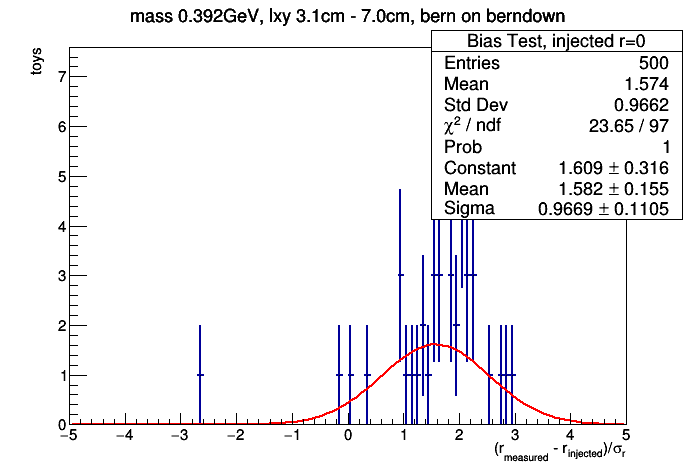 mass 0.392GeV, lxy 3.1cm - 7.0cm, bern on berndown
toys
Bias Test, injected r=0
Entries 500
Mean 1.574
Std Dev 0.9662
χ² / ndf 23.65 / 97
Prob 1
Constant 1.609 ± 0.316
Mean 1.582 ± 0.155
Sigma 0.9669 ± 0.1105
7
6
5
4
3
2
1
0
−5 −4 −3 −2 −1 0 1 2 3 4 5
(r_measured - r_injected)/σ_r